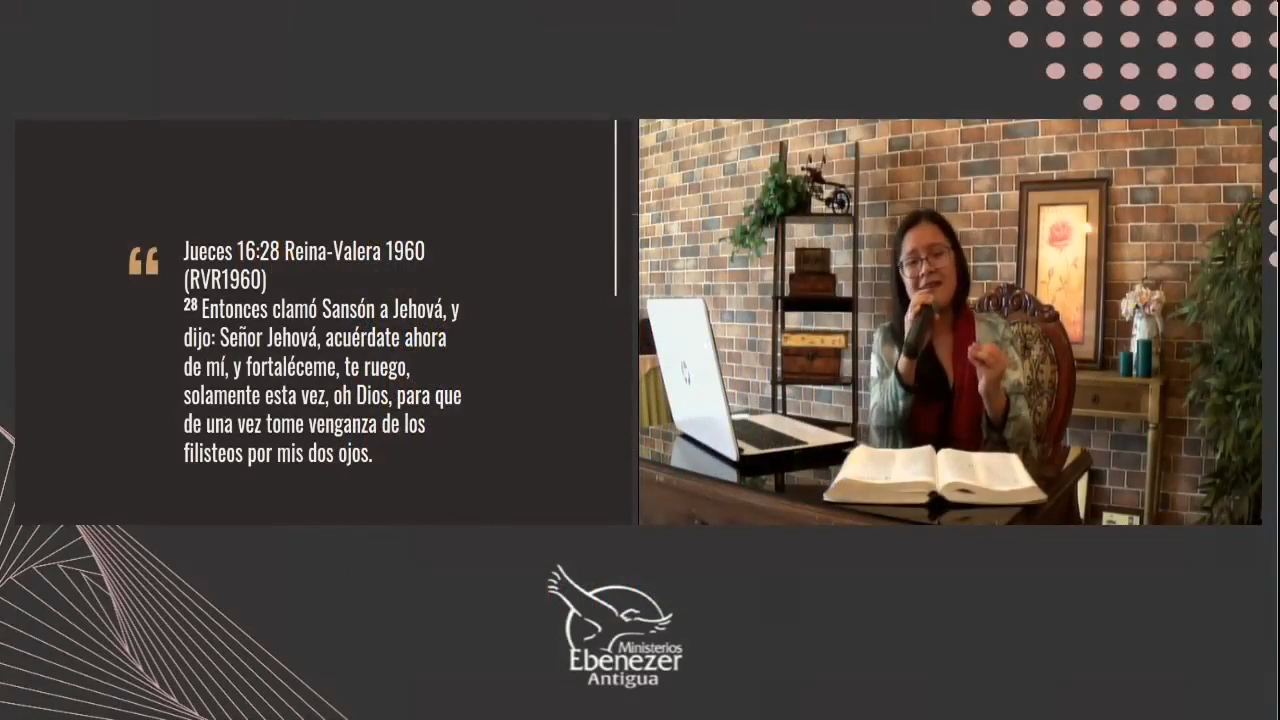 Jueces 16:28 Reina-Valera 1960
(RVR1960)
28 Entonces clamó Sansón a Jehová, y
dijo: Señor Jehová, acuérdate ahora
de mí, y fortaléceme, te ruego,
solamente esta vez, oh Dios, para que
de una vez tome venganza de los
filisteos por mis dos ojos.
Ministerios
Ebenezer
Antigua